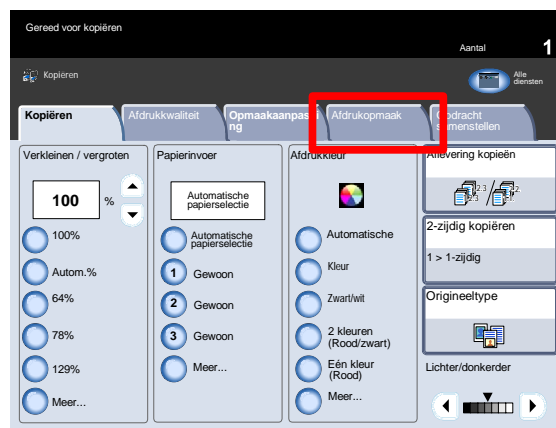 Gereed voor kopiëren
Aantal
1
Kopiëren
Alle
diensten
Kopiëren
Afdrukkwaliteit
Opmaakaanpassi
ng
Afdrukopmaak
Opdracht
samenstellen
Verkleinen / vergroten
100 %
100%
Autom.%
64%
78%
129%
Meer...
Papierinvoer
Automatische
papierselectie
Automatische
papierselectie
1 Gewoon
2 Gewoon
3 Gewoon
Meer...
Afdrukkleur
Automatische
Kleur
Zwart/wit
2 kleuren
(Rood/zwart)
Eén kleur
(Rood)
Meer...
Aflevering kopieën
2-zijdig kopiëren
1 > 1-zijdig
Origineeltype
Lichter/donkerder